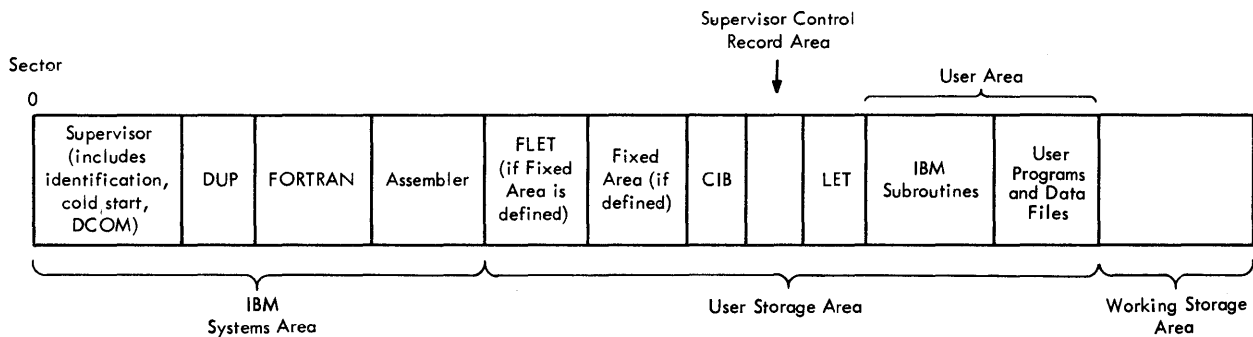 Supervisor Control
Record Area
Sector
0
User Area
Supervisor
(includes
identification,
cold start,
DCOM)
DUP
FORTRAN
Assembler
FLET
(if Fixed
Area is
defined)
Fixed
Area (if
defined)
CIB
LET
IBM
Subroutines
User
Programs
and Data
Files
IBM
Systems Area
User Storage Area
Working Storage
Area